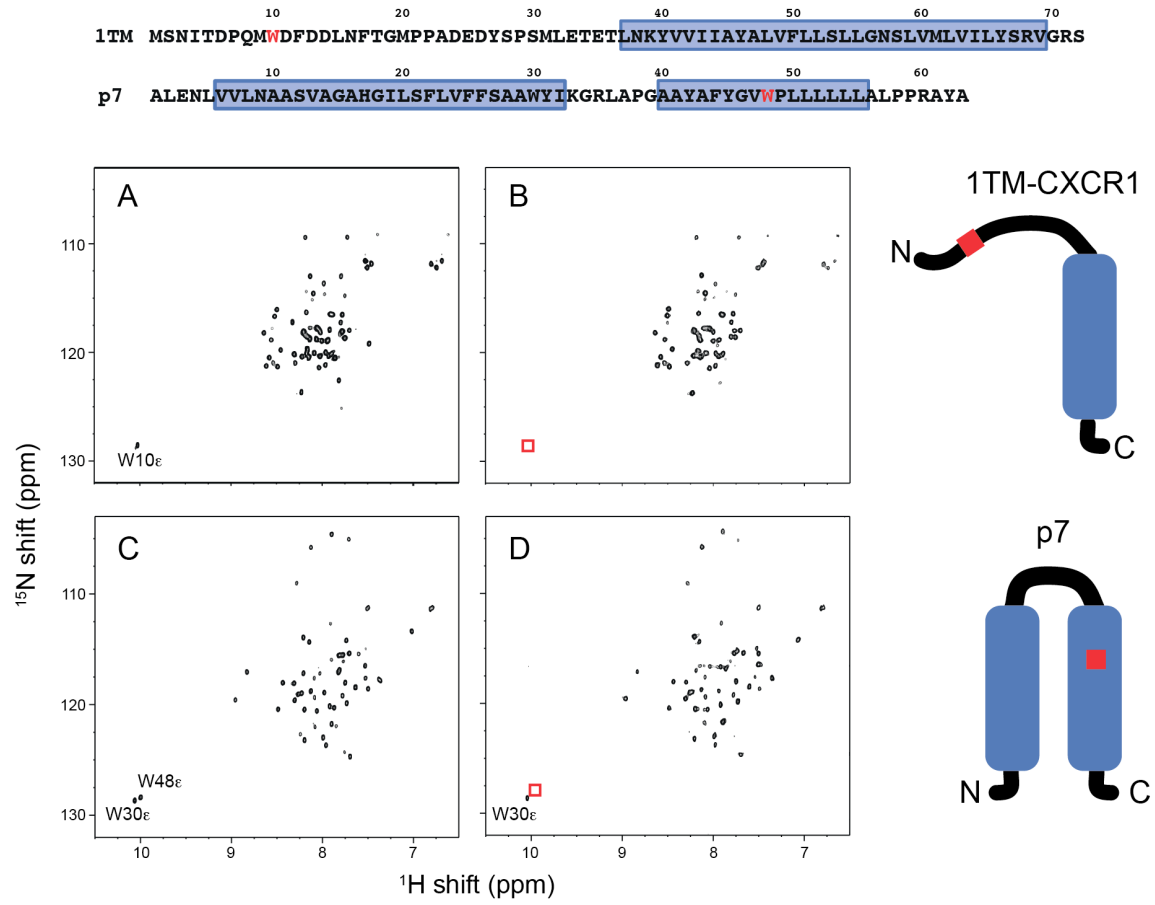 10 20 30 40 50 60 70
1TM MSNITDPQMWDFDDLNFTGMPPADEDYSPSMLETETLNKYVVIIAYALVFLLSLLGNSLVMLVILYSRVGRS
10 20 30 40 50 60
p7 ALENLVVLNAASVAGAHGILSFLVFFSAAWYIKGRLAPGAAYAFYGVWPLLLLLLLALPPRAYA
A
110
120
130
W10ε
B
1TM-CXCR1
N
C
C
110
120
130
W48ε
W30ε
10 9 8 7
D
W30ε
10 9 8 7
p7
N C
¹⁵N shift (ppm)
¹H shift (ppm)